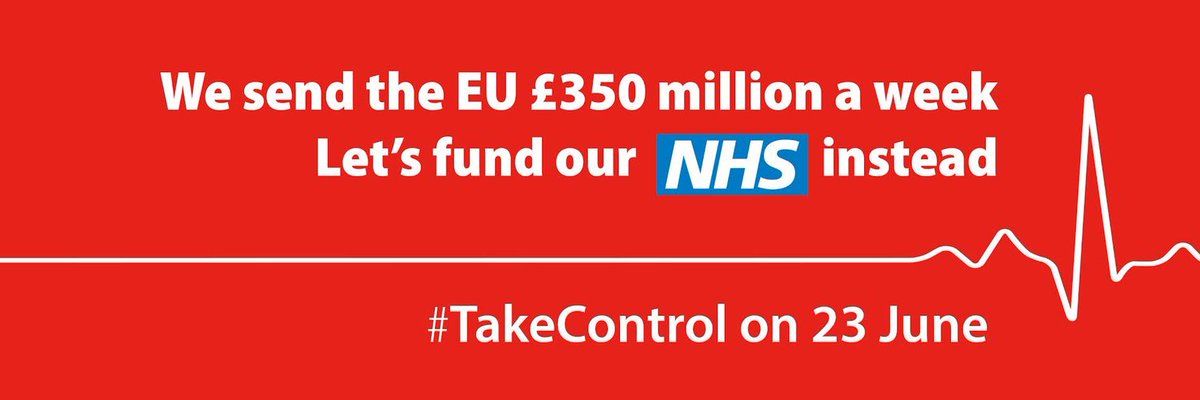 We send the EU £350 million a week
Let’s fund our NHS instead
#TakeControl on 23 June